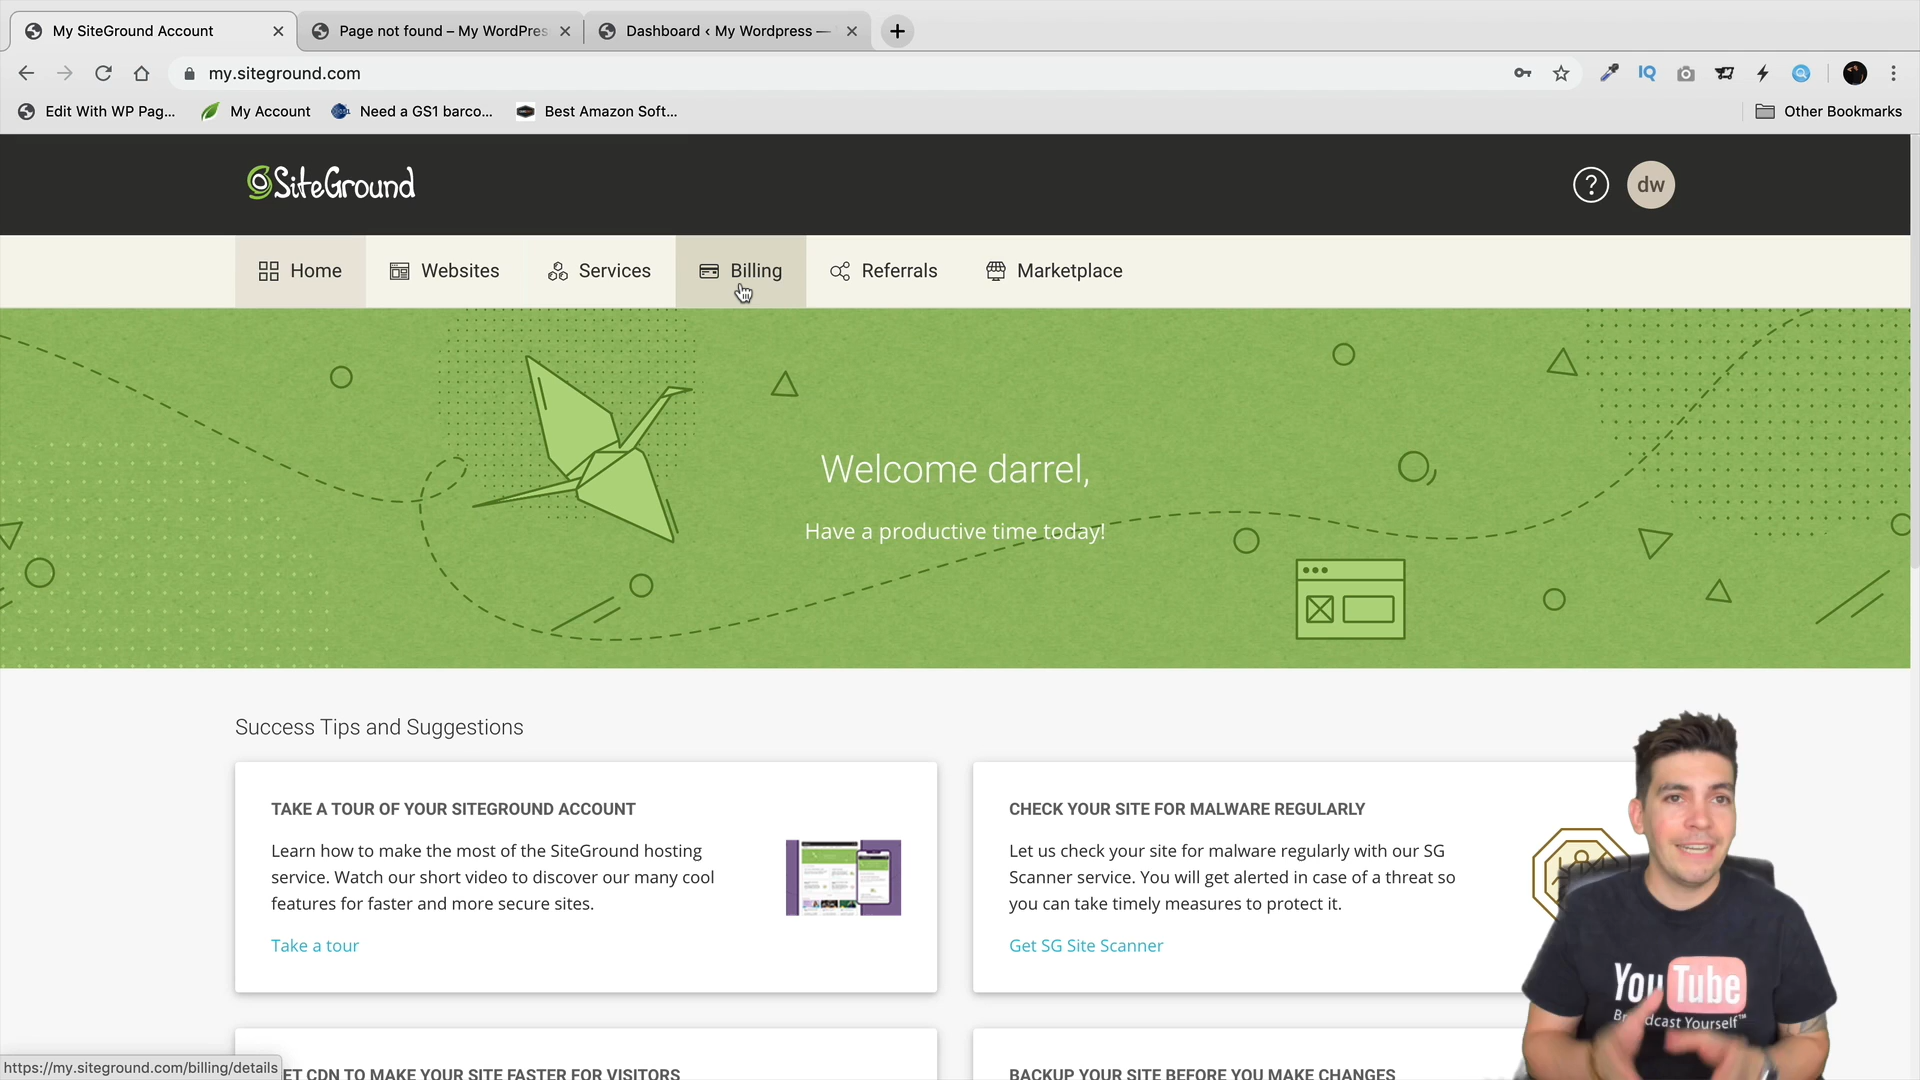 My SiteGround Account
Page not found – My WordPres
Dashboard ‹ My Wordpress —
my.siteground.com
IQ
Edit With WP Pag...
My Account
Need a GS1 barco...
Best Amazon Soft...
Other Bookmarks
SiteGround
?
dw
Home
Websites
Services
Billing
Referrals
Marketplace
Welcome darrel,
Have a productive time today!
Success Tips and Suggestions
TAKE A TOUR OF YOUR SITEGROUND ACCOUNT
Learn how to make the most of the SiteGround hosting
service. Watch our short video to discover our many cool
features for faster and more secure sites.
Take a tour
CHECK YOUR SITE FOR MALWARE REGULARLY
Let us check your site for malware regularly with our SG
Scanner service. You will get alerted in case of a threat so
you can take timely measures to protect it.
Get SG Site Scanner
YouTube
Broadcast Yourself™
https://my.siteground.com/billing/details
ET CDN TO MAKE YOUR SITE FASTER FOR VISITORS
BACKUP YOUR SITE BEFORE YOU MAKE CHANGES